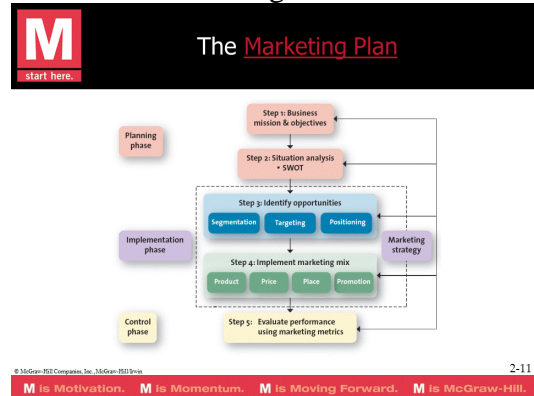 M
start here.
The Marketing Plan
Step 1: Business
mission & objectives
Planning
phase
Step 2: Situation analysis
• SWOT
Step 3: Identify opportunities
Segmentation Targeting Positioning
Implementation
phase
Marketing
strategy
Step 4: Implement marketing mix
Product Price Place Promotion
Control
phase
Step 5: Evaluate performance
using marketing metrics
© McGraw-Hill Companies, Inc., McGraw-Hill/Irwin
2-11
M is Motivation. M is Momentum. M is Moving Forward. M is McGraw-Hill.